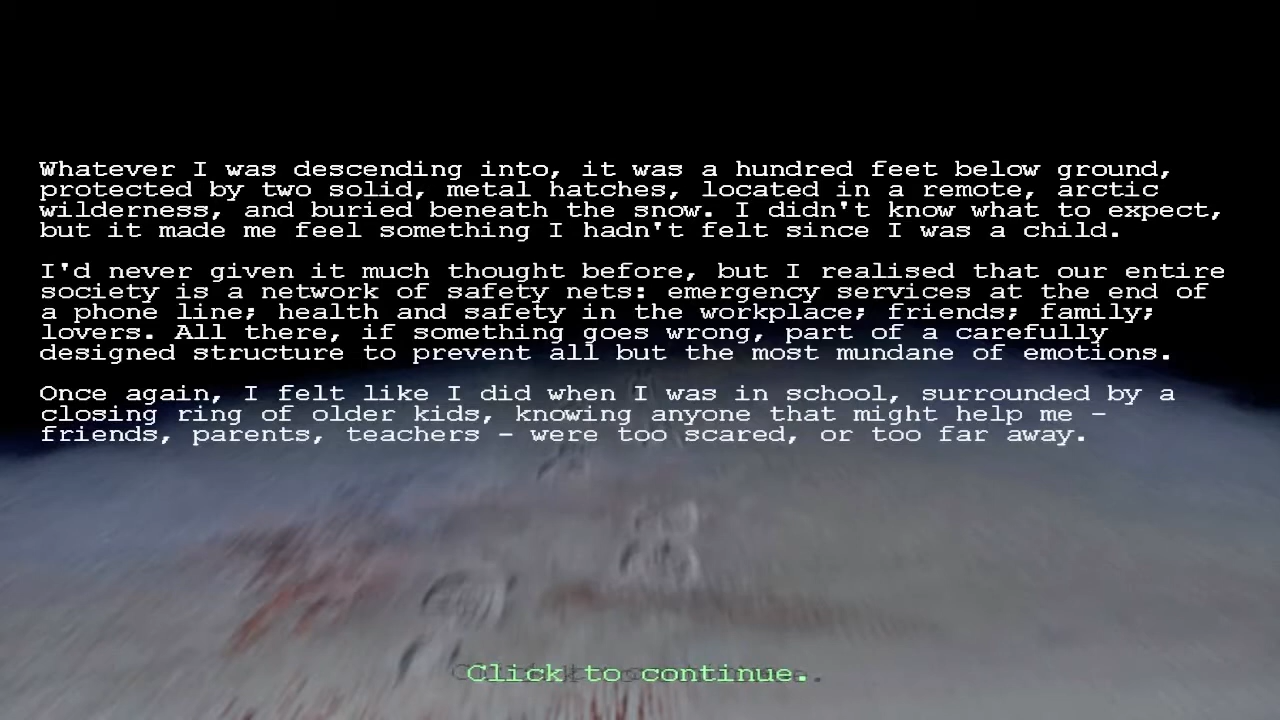 Whatever I was descending into, it was a hundred feet below ground,
protected by two solid, metal hatches, located in a remote, arctic
wilderness, and buried beneath the snow. I didn't know what to expect,
but it made me feel something I hadn't felt since I was a child.
I'd never given it much thought before, but I realised that our entire
society is a network of safety nets: emergency services at the end of
a phone line; health and safety in the workplace; friends; family;
lovers. All there, if something goes wrong, part of a carefully
designed structure to prevent all but the most mundane of emotions.
Once again, I felt like I did when I was in school, surrounded by a
closing ring of older kids, knowing anyone that might help me -
friends, parents, teachers - were too scared, or too far away.
Click to continue.